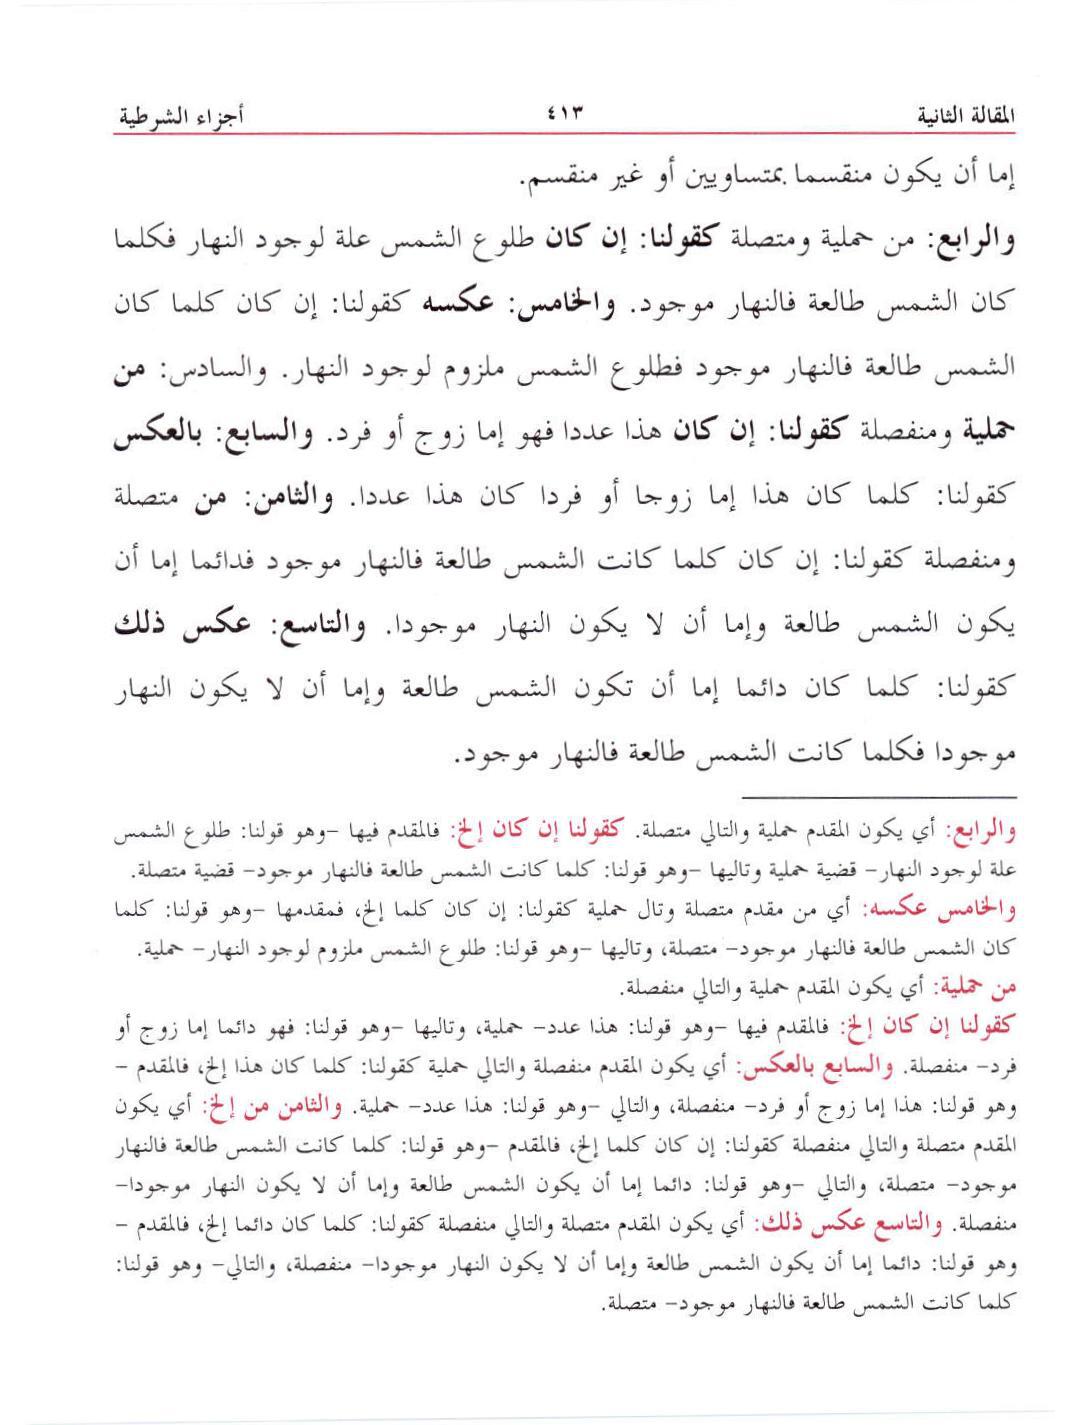 المقالة الثانية ٤١٣ أجزاء الشرطية
إما أن يكون منقسما بمتساويين أو غير منقسم.
والرابع: من حملية ومتصلة كقولنا: إن كان طلوع الشمس علة لوجود النهار فكلما
كان الشمس طالعة فالنهار موجود. والخامس: عكسه كقولنا: إن كان كلما كان
الشمس طالعة فالنهار موجود فطلوع الشمس ملزوم لوجود النهار. والسادس: من
حملية ومنفصلة كقولنا: إن كان هذا عددا فهو إما زوج أو فرد. والسابع: بالعكس
كقولنا: كلما كان هذا إما زوجا أو فردا كان هذا عددا. والثامن: من متصلة
ومنفصلة كقولنا: إن كان كلما كانت الشمس طالعة فالنهار موجود فدائما إما أن
يكون الشمس طالعة وإما أن لا يكون النهار موجودا. والتاسع: عكس ذلك
كقولنا: كلما كان دائما إما أن تكون الشمس طالعة وإما أن لا يكون النهار
موجودا فكلما كانت الشمس طالعة فالنهار موجود.
والرابع: أي يكون المقدم حملية والتالي متصلة. كقولنا إن كان إلخ: فالمقدم فيها –وهو قولنا: طلوع الشمس
علة لوجود النهار– قضية حملية وتاليها –وهو قولنا: كلما كانت الشمس طالعة فالنهار موجود– قضية متصلة.
والخامس عكسه: أي من مقدم متصلة وتال حملية كقولنا: إن كان كلما إلخ، فمقدمها –وهو قولنا: كلما
كان الشمس طالعة فالنهار موجود– متصلة، وتاليها –وهو قولنا: طلوع الشمس ملزوم لوجود النهار– حملية.
من حملية: أي يكون المقدم حملية والتالي منفصلة.
كقولنا إن كان إلخ: فالمقدم فيها –وهو قولنا: هذا عدد– حملية، وتاليها –وهو قولنا: فهو دائما إما زوج أو
فرد– منفصلة. والسابع بالعكس: أي يكون المقدم منفصلة والتالي حملية كقولنا: كلما كان هذا إلخ، فالمقدم –
وهو قولنا: هذا إما زوج أو فرد– منفصلة، والتالي –وهو قولنا: هذا عدد– حملية. والثامن من إلخ: أي يكون
المقدم متصلة والتالي منفصلة كقولنا: إن كان كلما إلخ، فالمقدم –وهو قولنا: كلما كانت الشمس طالعة فالنهار
موجود– متصلة، والتالي –وهو قولنا: دائما إما أن يكون الشمس طالعة وإما أن لا يكون النهار موجودا–
منفصلة. والتاسع عكس ذلك: أي يكون المقدم متصلة والتالي منفصلة كقولنا: كلما كان دائما إلخ، فالمقدم –
وهو قولنا: دائما إما أن يكون الشمس طالعة وإما أن لا يكون النهار موجودا– منفصلة، والتالي– وهو قولنا:
كلما كانت الشمس طالعة فالنهار موجود– متصلة.